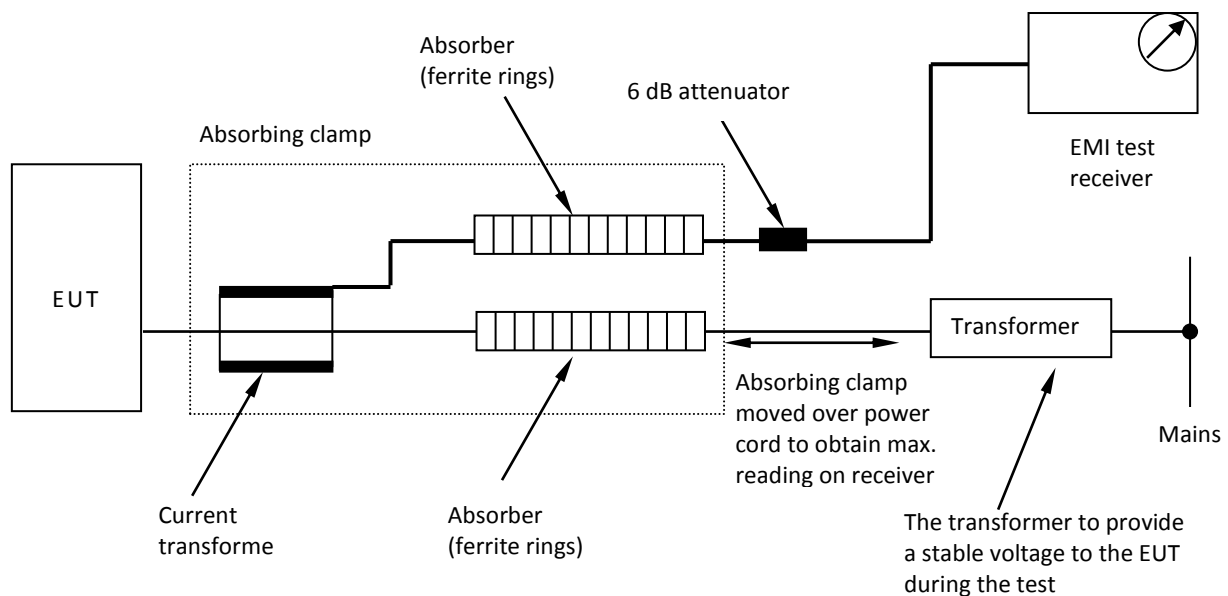 Absorber
(ferrite rings)
6 dB attenuator
Absorbing clamp
EMI test
receiver
EUT
Transformer
Absorbing clamp
moved over power
cord to obtain max.
reading on receiver
Mains
Current
transforme
Absorber
(ferrite rings)
The transformer to provide
a stable voltage to the EUT
during the test